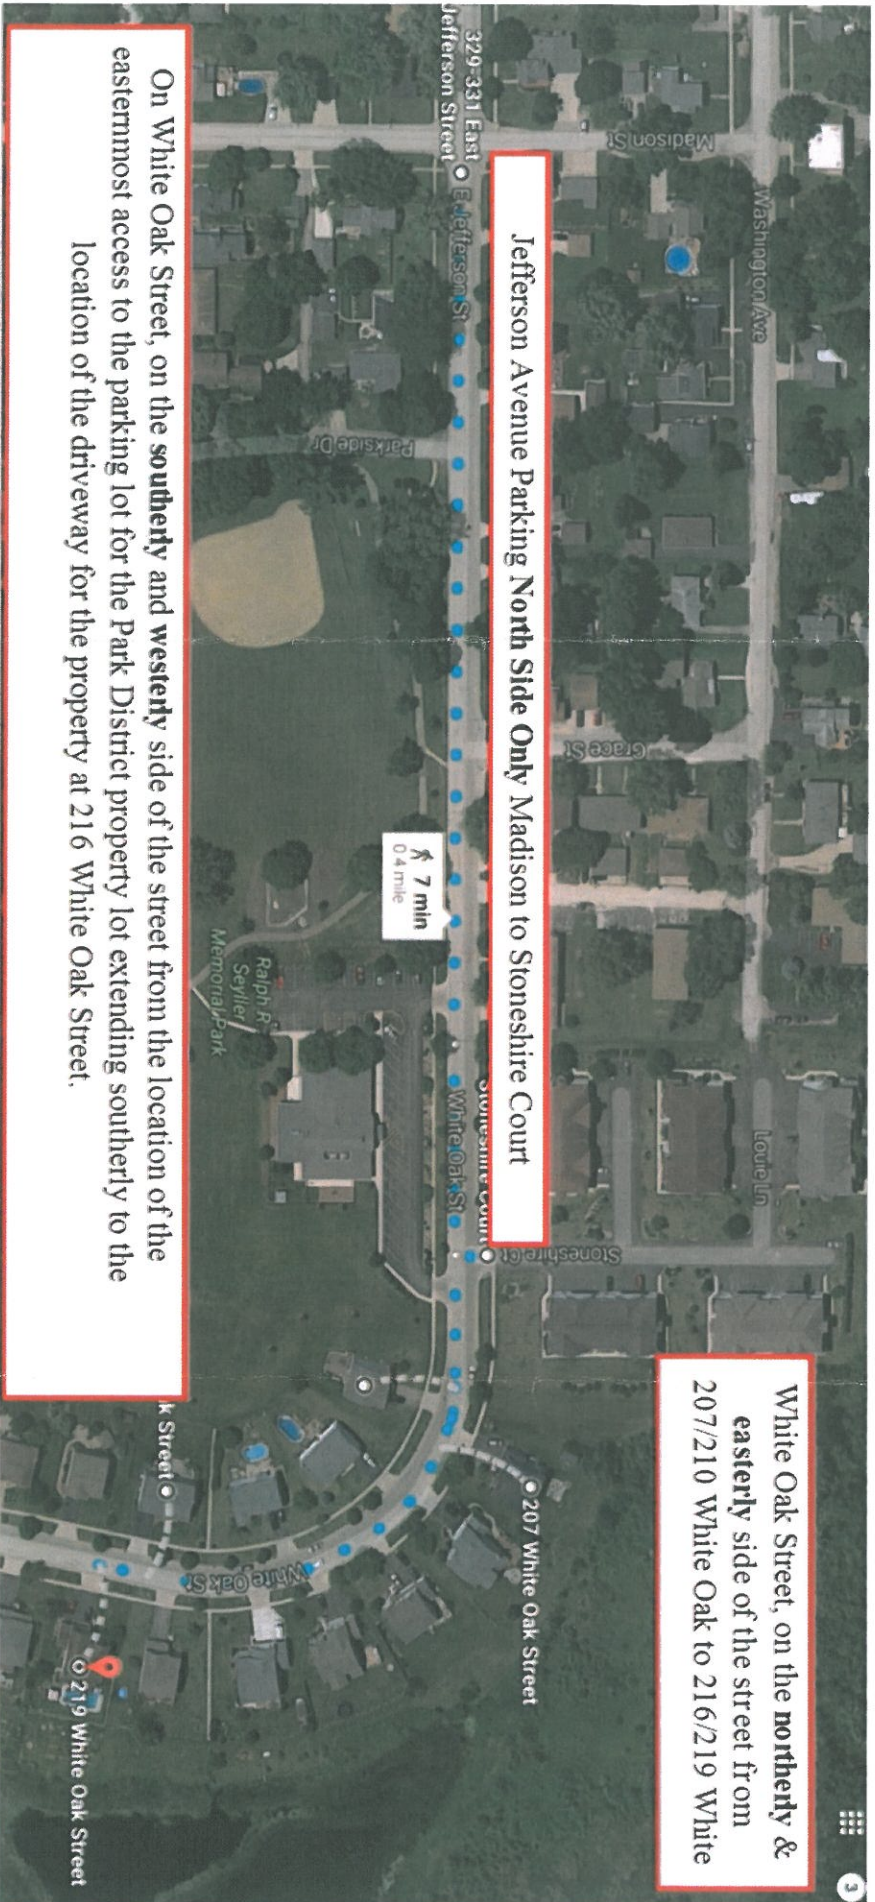 White Oak Street, on the northerly &
easterly side of the street from
207/210 White Oak to 216/219 White
3
Washington Ave
Madison St
Louie Ln
Grace St
Stoneshire Ct
Jefferson Avenue Parking North Side Only Madison to Stoneshire Court
329-331 East
Jefferson Street
E Jefferson St
Stoneshire Court
White Oak St
207 White Oak Street
Parkside Dr
7 min
0.4 mile
Ralph R
Seyller
Memorial Park
White Oak St
k Street
219 White Oak Street
On White Oak Street, on the southerly and westerly side of the street from the location of the
easternmost access to the parking lot for the Park District property lot extending southerly to the
location of the driveway for the property at 216 White Oak Street.